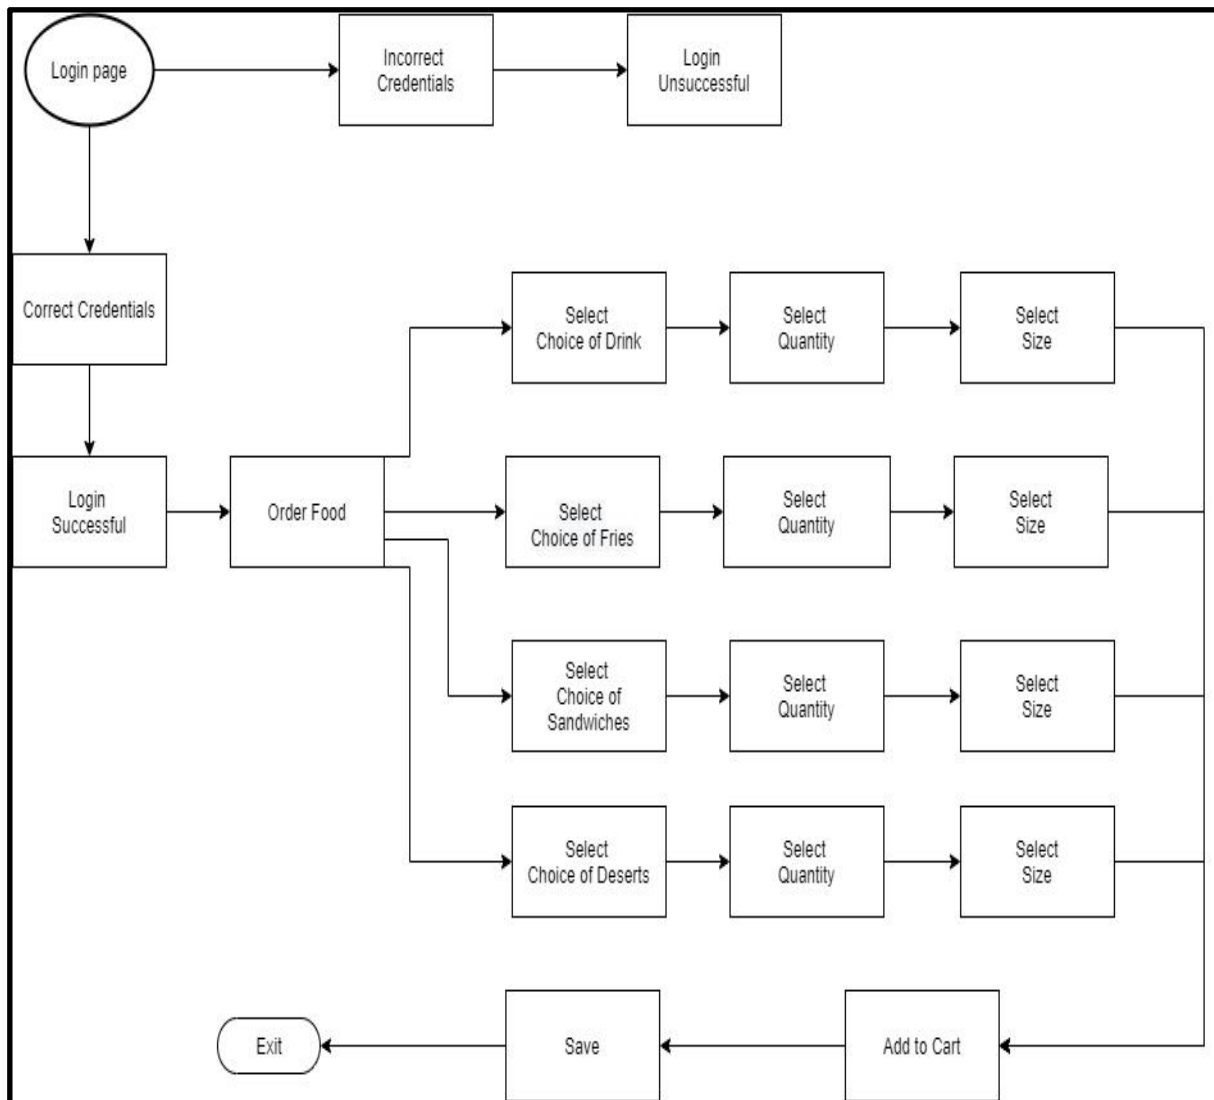 Login page
Incorrect
Credentials
Login
Unsuccessful
Correct Credentials
Select
Choice of Drink
Select
Quantity
Select
Size
Login
Successful
Order Food
Select
Choice of Fries
Select
Quantity
Select
Size
Select
Choice of
Sandwiches
Select
Quantity
Select
Size
Select
Choice of Deserts
Select
Quantity
Select
Size
Exit
Save
Add to Cart